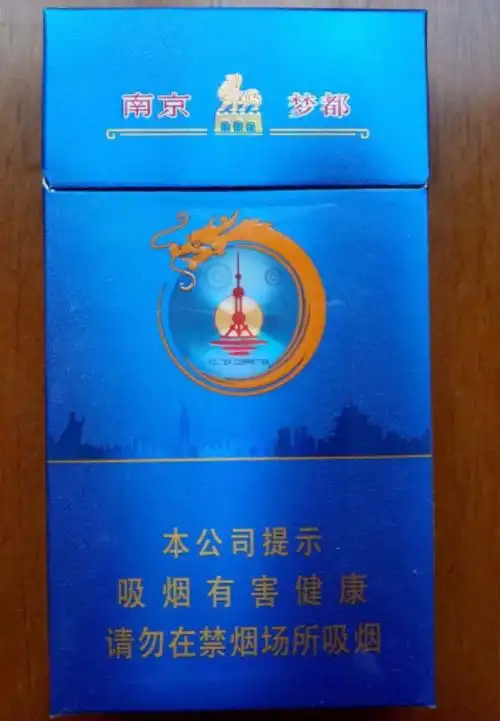 南京 梦都
本公司提示
吸烟有害健康
请勿在禁烟场所吸烟